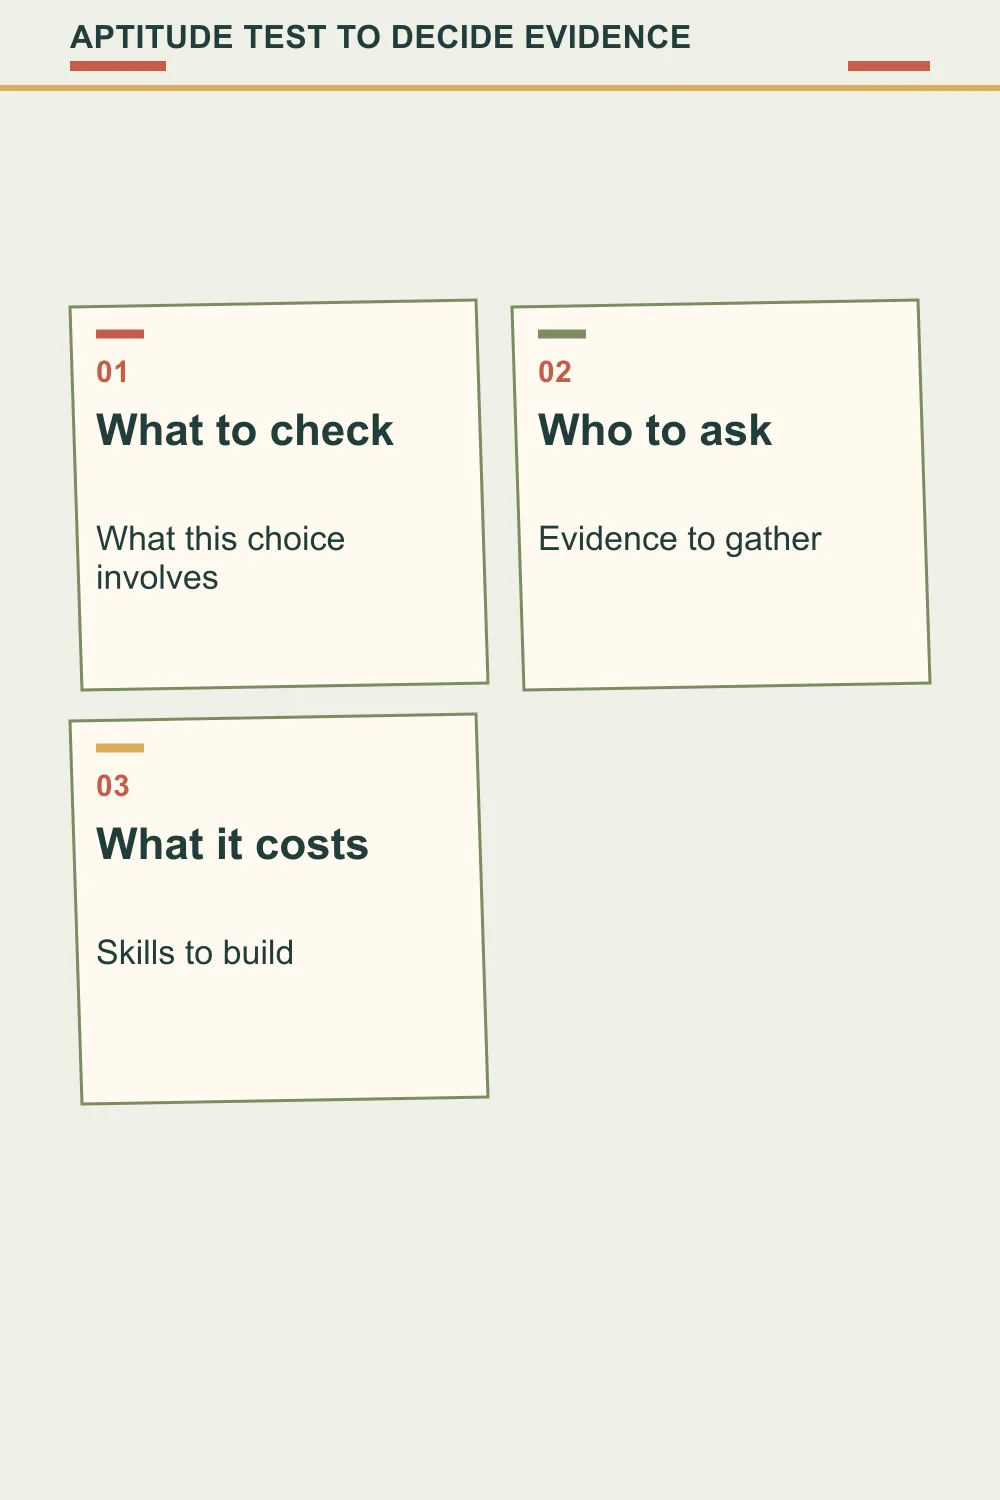 APTITUDE TEST TO DECIDE EVIDENCE
01
What to check
What this choice
involves
02
Who to ask
Evidence to gather
03
What it costs
Skills to build